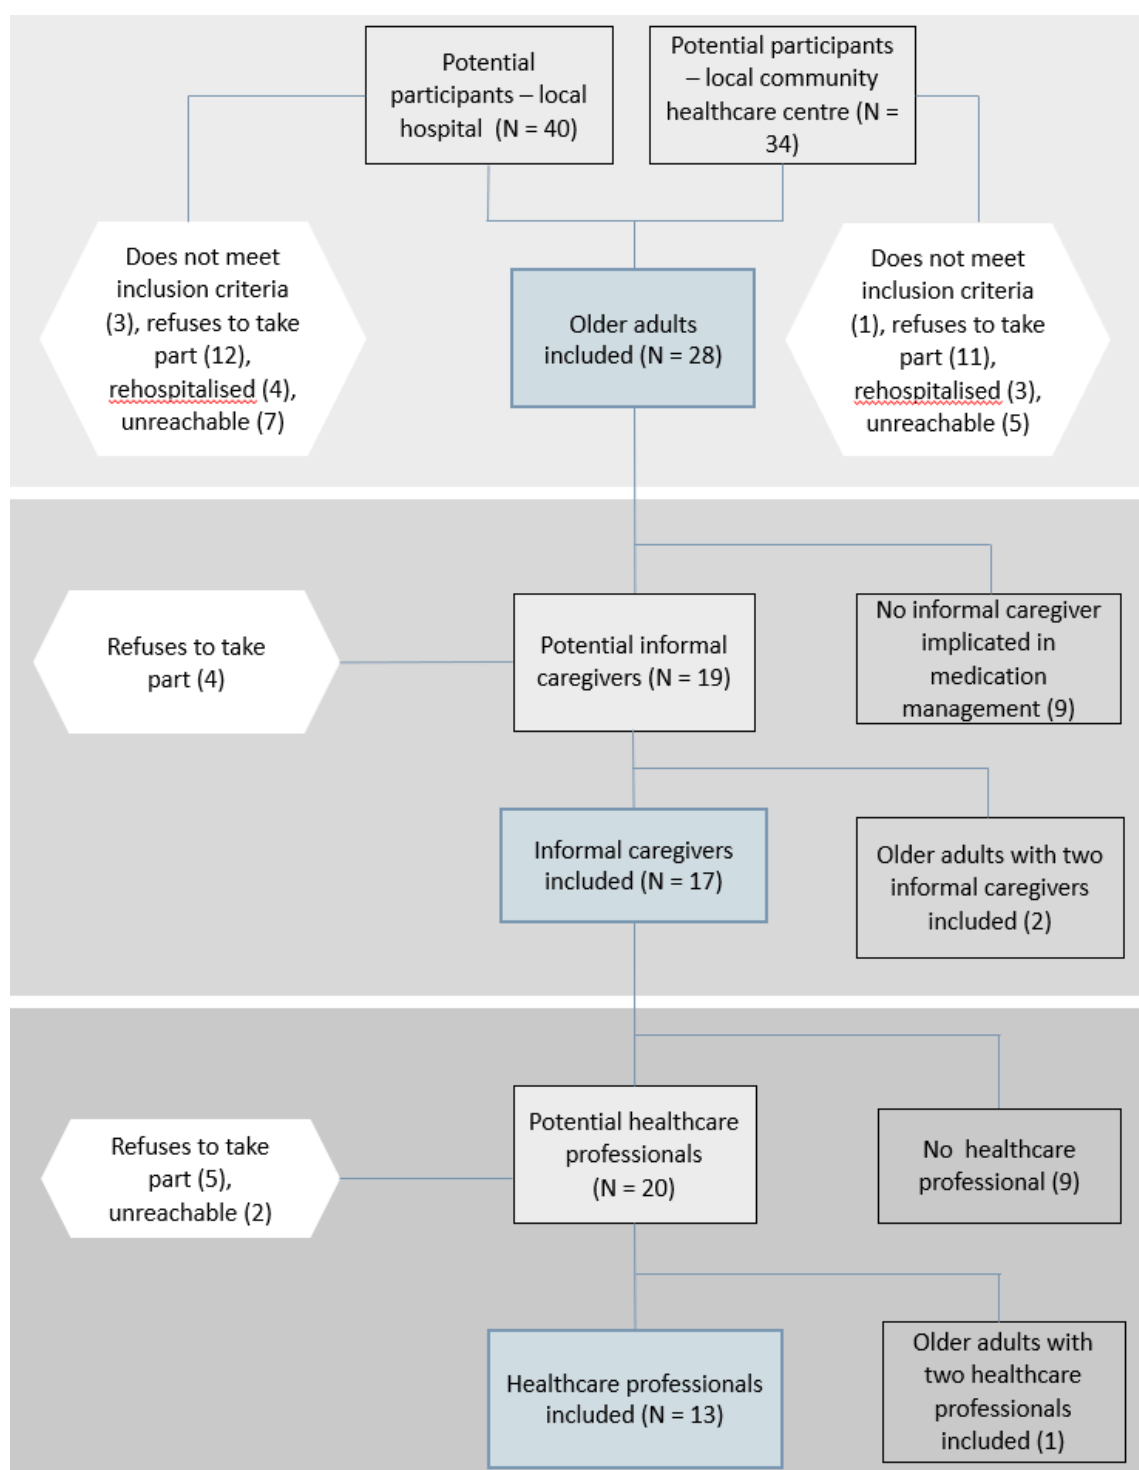 Potential
participants – local
hospital  (N = 40)
Potential participants
– local community
healthcare centre (N =
34)
Does not meet
inclusion criteria
(3), refuses to take
part (12),
rehospitalised (4),
unreachable (7)
Older adults
included (N = 28)
Does not meet
inclusion criteria
(1), refuses to take
part (11),
rehospitalised (3),
unreachable (5)
Refuses to take
part (4)
Potential informal
caregivers (N = 19)
No informal caregiver
implicated in
medication
management (9)
Informal caregivers
included (N = 17)
Older adults with two
informal caregivers
included (2)
Refuses to take
part (5),
unreachable (2)
Potential healthcare
professionals
(N = 20)
No  healthcare
professional (9)
Healthcare professionals
included (N = 13)
Older adults with
two healthcare
professionals
included (1)